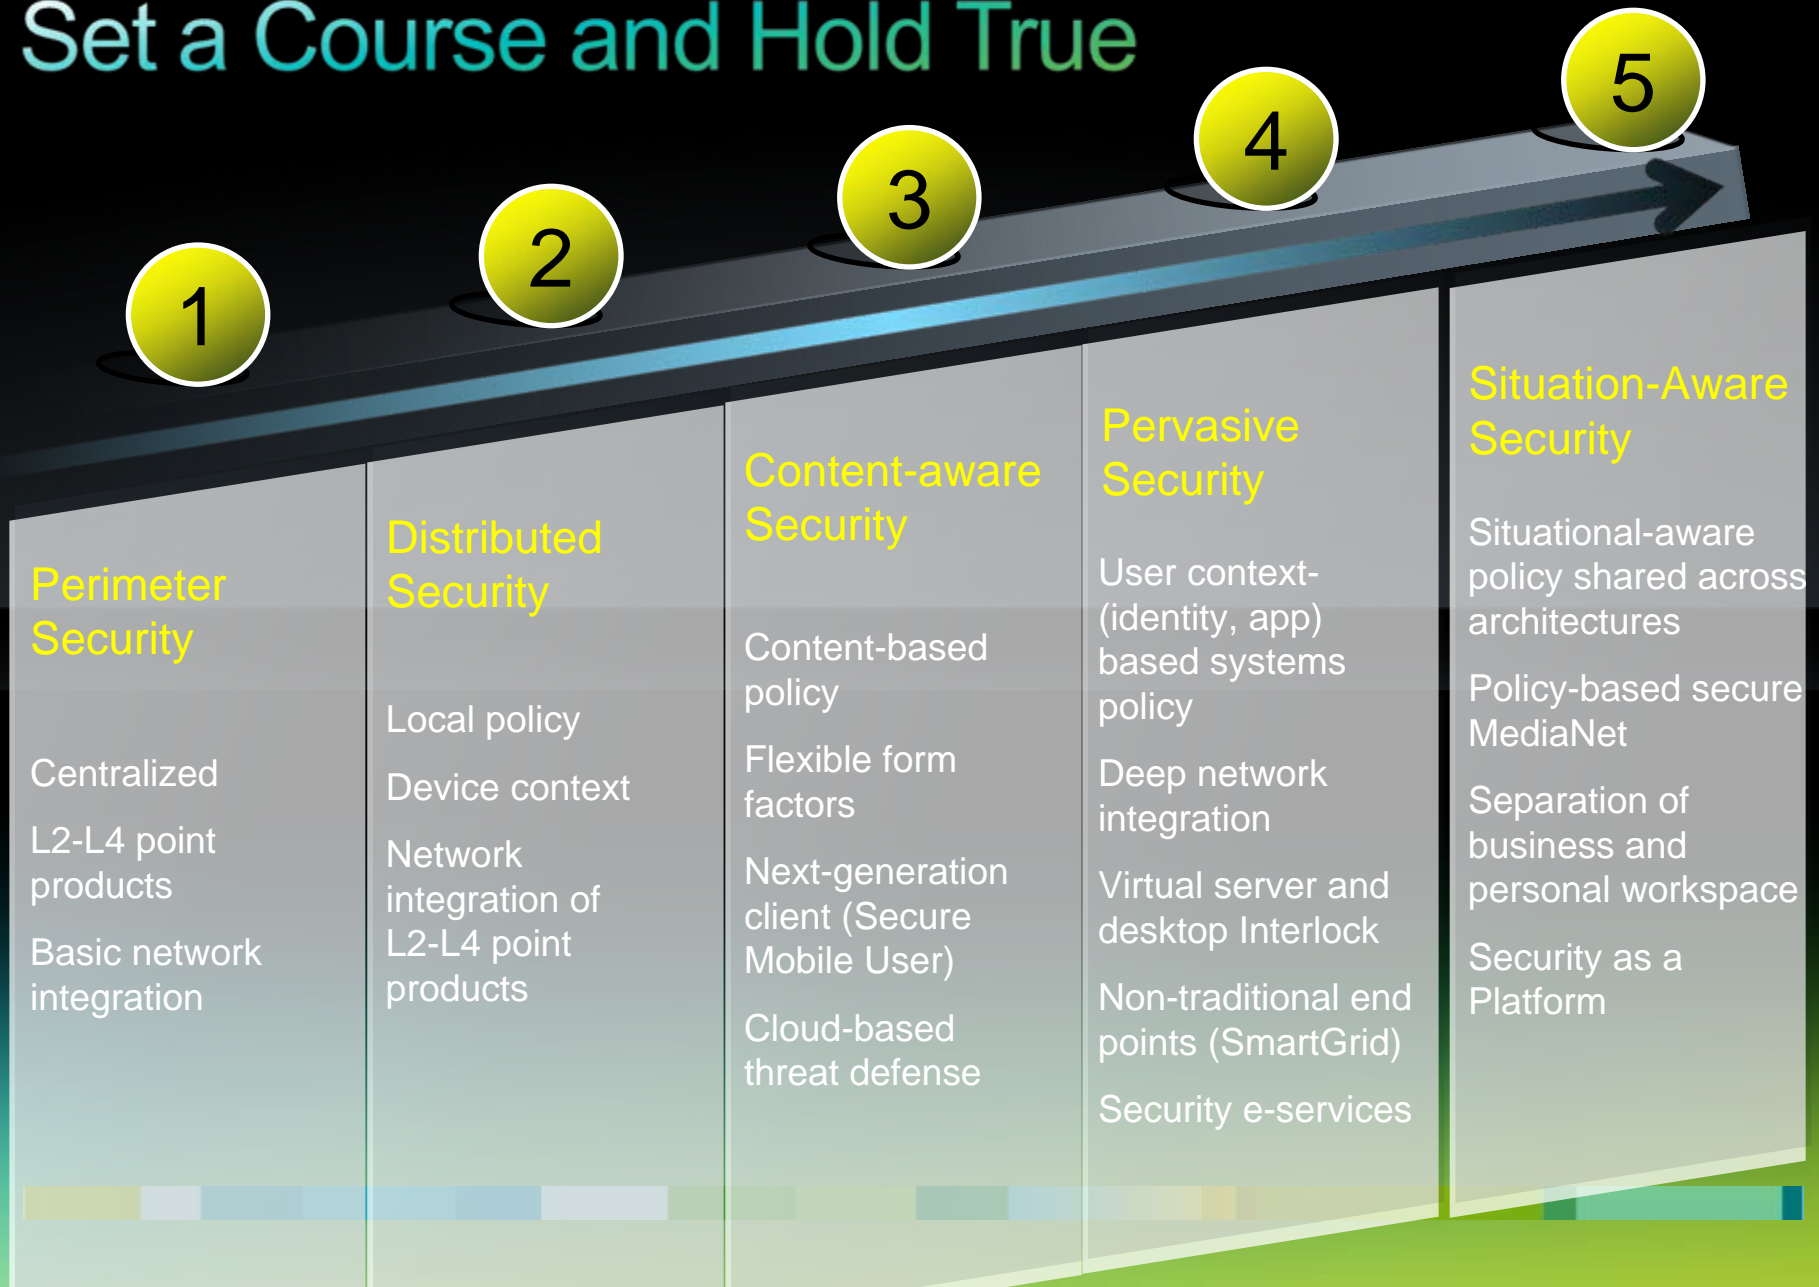 Set a Course and Hold True
1
2
3
4
5
Perimeter
Security
Centralized
L2-L4 point
products
Basic network
integration
Distributed
Security
Local policy
Device context
Network
integration of
L2-L4 point
products
Content-aware
Security
Content-based
policy
Flexible form
factors
Next-generation
client (Secure
Mobile User)
Cloud-based
threat defense
Pervasive
Security
User context-
(identity, app)
based systems
policy
Deep network
integration
Virtual server and
desktop Interlock
Non-traditional end
points (SmartGrid)
Security e-services
Situation-Aware
Security
Situational-aware
policy shared across
architectures
Policy-based secure
MediaNet
Separation of
business and
personal workspace
Security as a
Platform